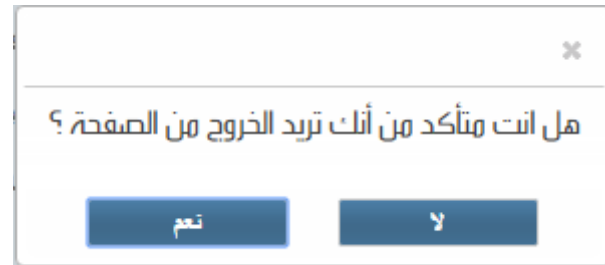 هل انت متأكد من أنك تريد الخروج من الصفحة ؟
لا
نعم